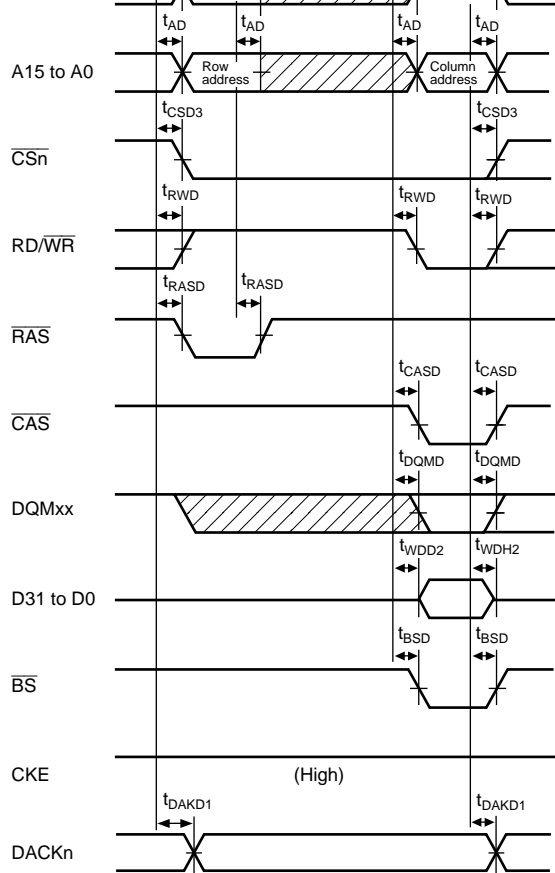 tAD tAD tAD tAD
A15 to A0 Row address Column address
tCSD3 tCSD3
CSn
tRWD tRWD tRWD
RD/WR
tRASD tRASD
RAS
tCASD tCASD
CAS
tDQMD tDQMD
DQMxx
tWDD2 tWDH2
D31 to D0
tBSD tBSD
BS
CKE (High)
tDAKD1 tDAKD1
DACKn